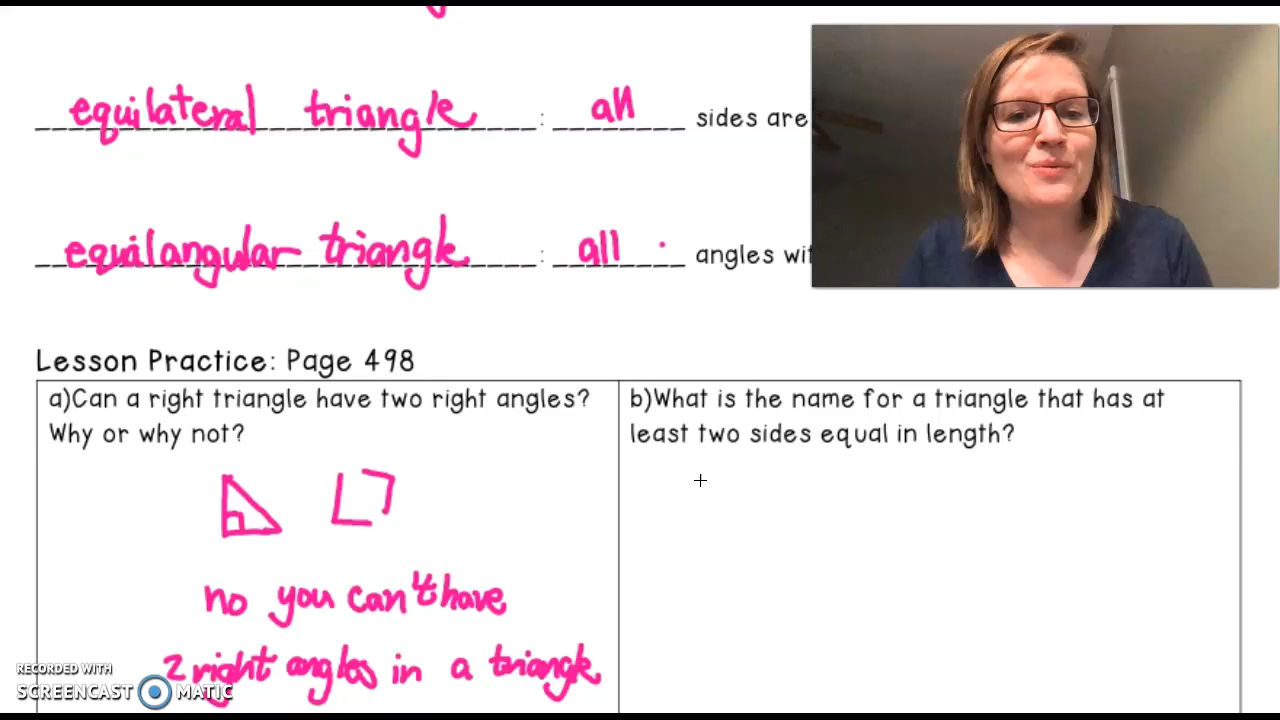 equilateral triangle : all sides are
equilangular triangle : all angles wit
Lesson Practice: Page 498
a)Can a right triangle have two right angles?
Why or why not?
no you can't have
2 right angles in a triangle
b)What is the name for a triangle that has at
least two sides equal in length?
RECORDED WITH
SCREENCAST MATIC